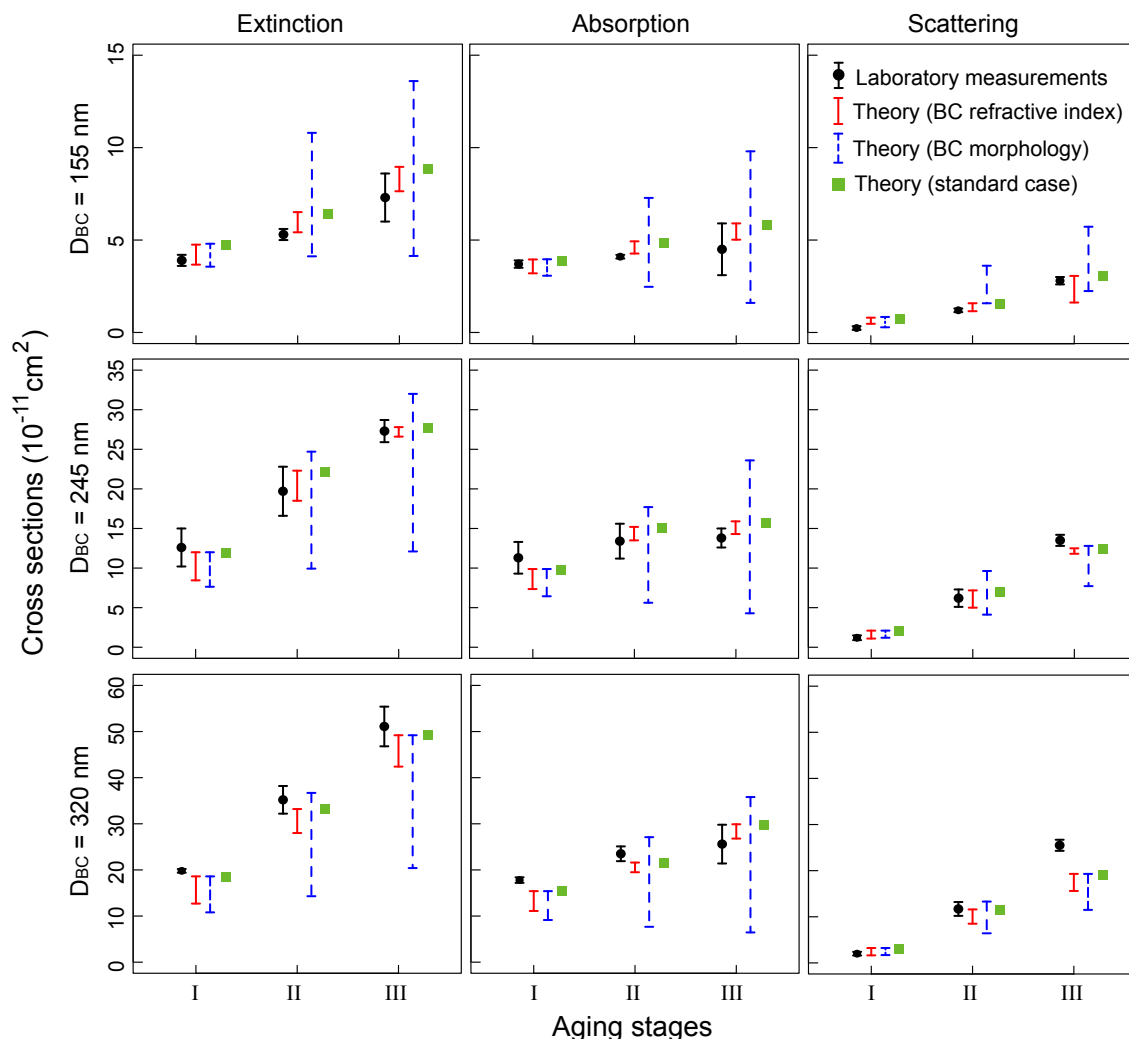 Extinction Absorption Scattering
15
10
5
0
DBC = 155 nm
Laboratory measurements
Theory (BC refractive index)
Theory (BC morphology)
Theory (standard case)
35
30
25
20
15
10
5
0
DBC = 245 nm
Cross sections (10⁻¹¹cm²)
60
50
40
30
20
10
0
DBC = 320 nm
I II III I II III I II III
Aging stages